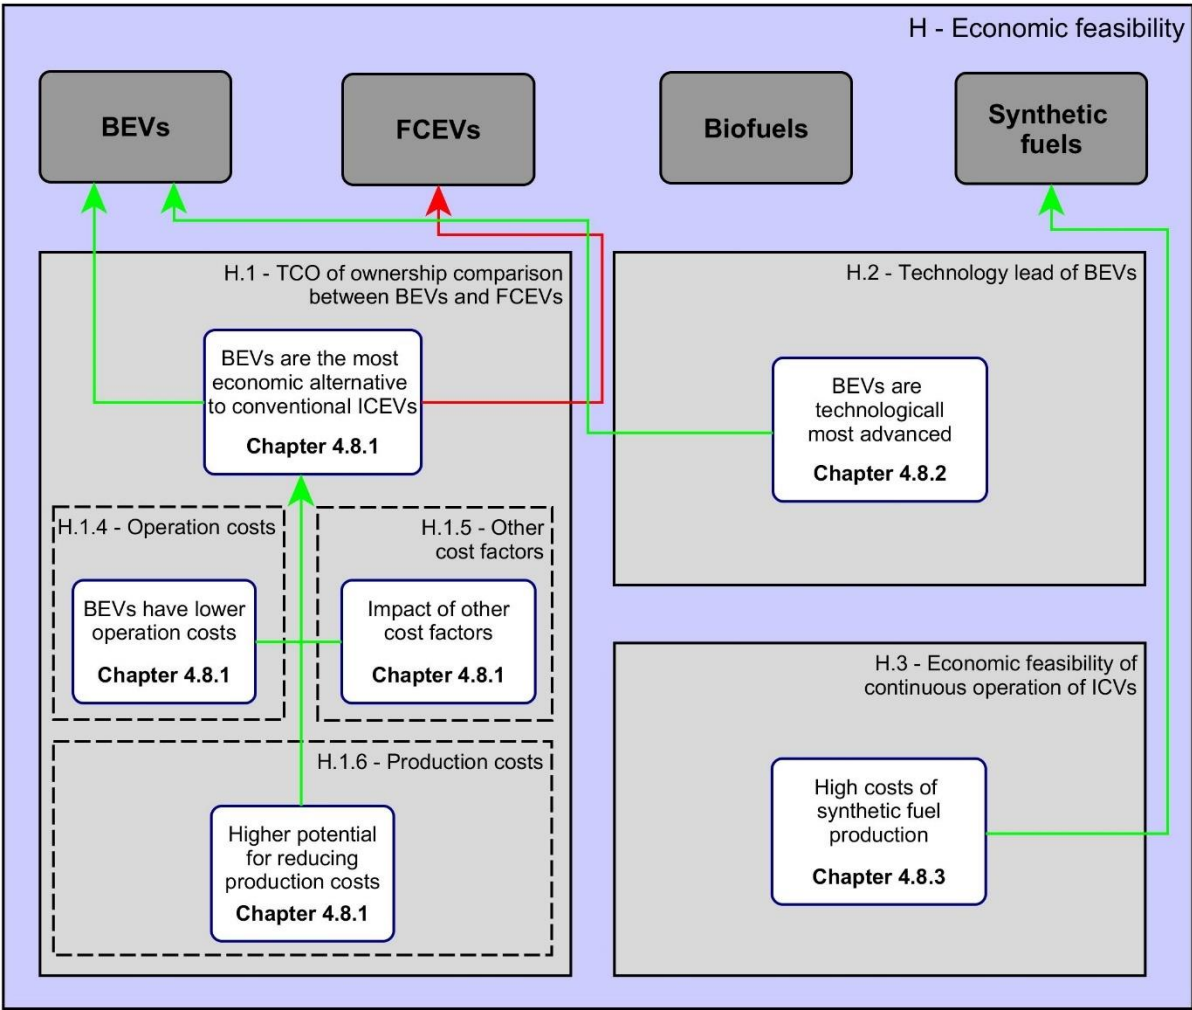 H - Economic feasibility
BEVs
FCEVs
Biofuels
Synthetic
fuels
H.1 - TCO of ownership comparison
between BEVs and FCEVs
BEVs are the most
economic alternative
to conventional ICEVs
Chapter 4.8.1
H.1.4 - Operation costs
BEVs have lower
operation costs
Chapter 4.8.1
H.1.5 - Other
cost factors
Impact of other
cost factors
Chapter 4.8.1
H.1.6 - Production costs
Higher potential
for reducing
production costs
Chapter 4.8.1
H.2 - Technology lead of BEVs
BEVs are
technologicall
most advanced
Chapter 4.8.2
H.3 - Economic feasibility of
continuous operation of ICVs
High costs of
synthetic fuel
production
Chapter 4.8.3